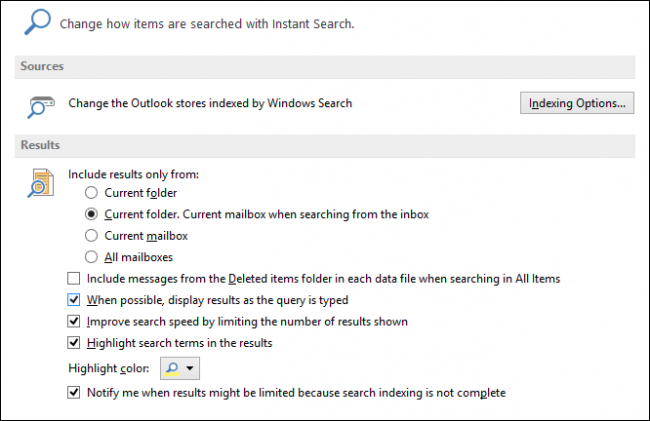 Change how items are searched with Instant Search.
Sources
Change the Outlook stores indexed by Windows Search
Indexing Options...
Results
Include results only from:
Current folder
Current folder. Current mailbox when searching from the inbox
Current mailbox
All mailboxes
Include messages from the Deleted items folder in each data file when searching in All Items
When possible, display results as the query is typed
Improve search speed by limiting the number of results shown
Highlight search terms in the results
Highlight color:
Notify me when results might be limited because search indexing is not complete